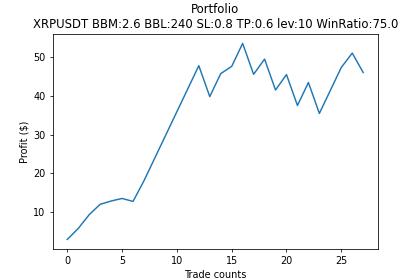 Portfolio
XRPUSDT BBM:2.6 BBL:240 SL:0.8 TP:0.6 lev:10 WinRatio:75.0
50
40
30
20
10
Profit ($)
0 5 10 15 20 25
Trade counts